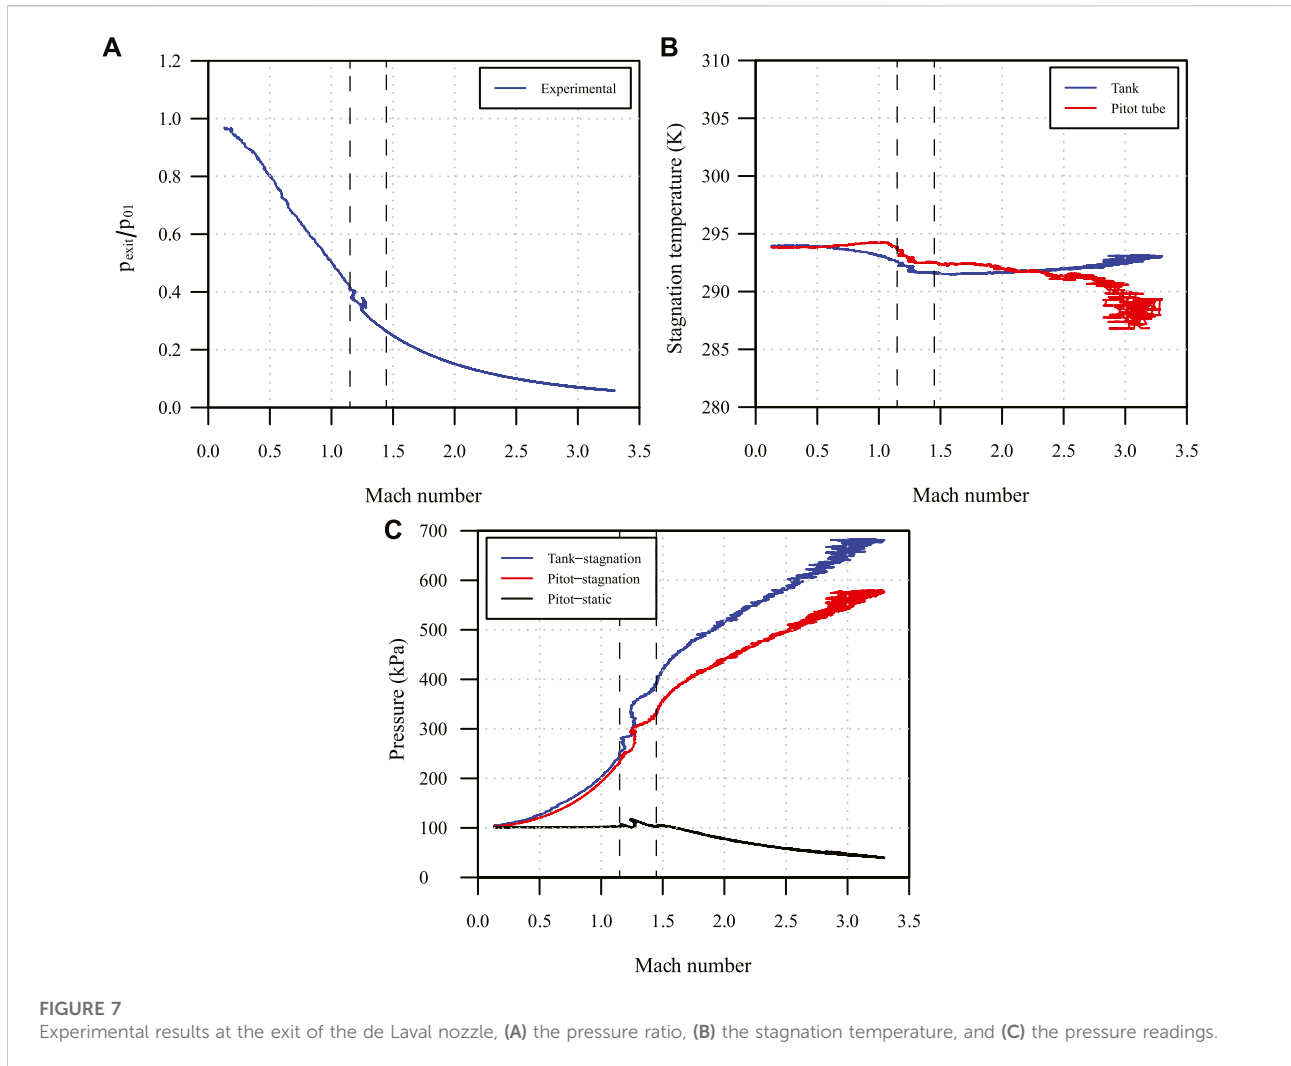 A
1.2
1.0
0.8
0.6
0.4
0.2
0.0
p_exit/p_01
Experimental
0.0 0.5 1.0 1.5 2.0 2.5 3.0 3.5
Mach number
B
310
305
300
295
290
285
280
Stagnation temperature (K)
Tank
Pitot tube
0.0 0.5 1.0 1.5 2.0 2.5 3.0 3.5
Mach number
C
700
600
500
400
300
200
100
0
Pressure (kPa)
Tank−stagnation
Pitot−stagnation
Pitot−static
0.0 0.5 1.0 1.5 2.0 2.5 3.0 3.5
Mach number
FIGURE 7
Experimental results at the exit of the de Laval nozzle, (A) the pressure ratio, (B) the stagnation temperature, and (C) the pressure readings.